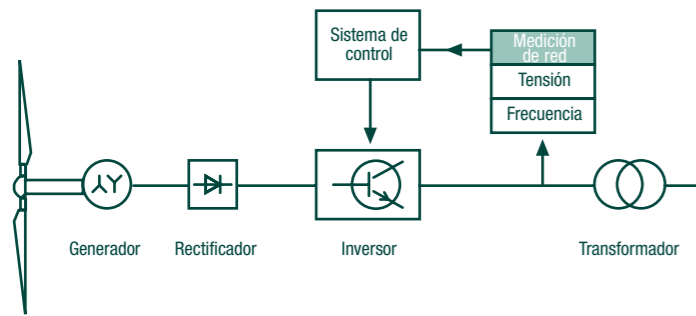 Sistema de
control
Medición
de red
Tensión
Frecuencia
Generador
Rectificador
Inversor
Transformador